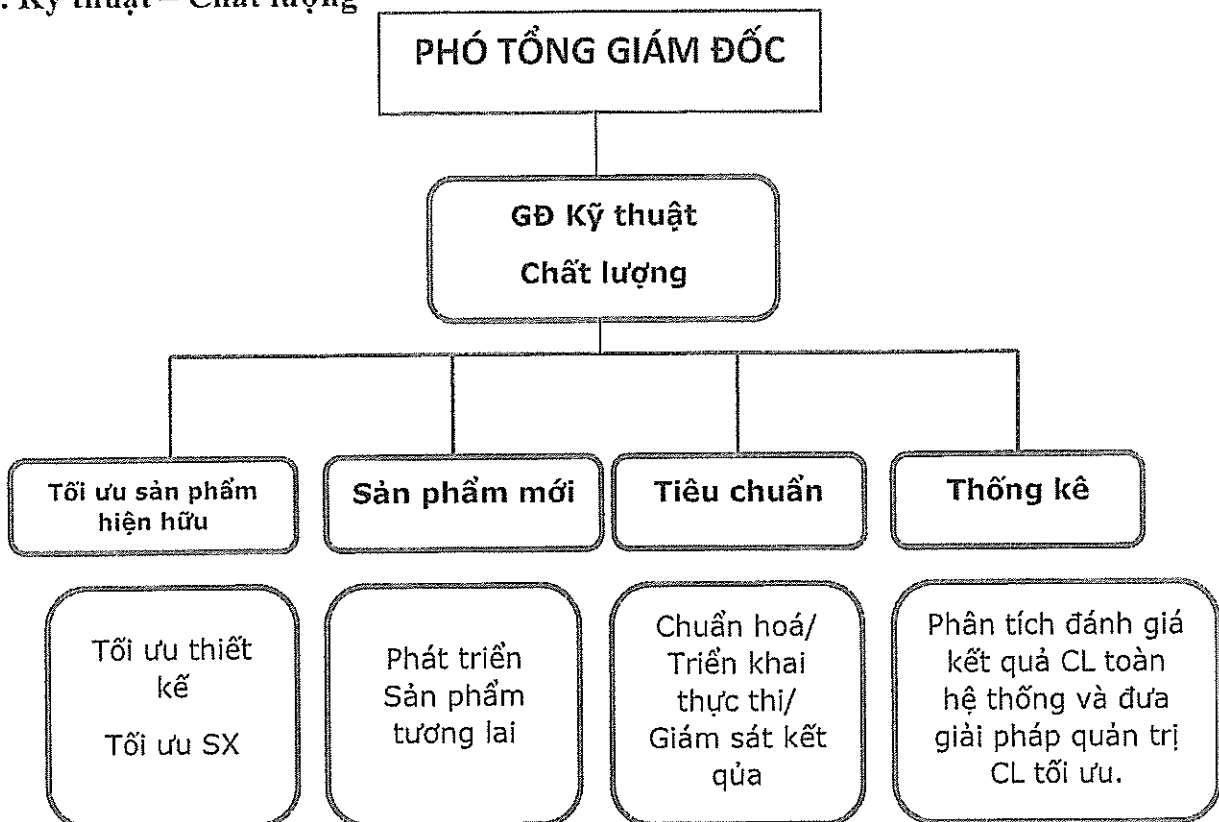 . Kỹ thuật – Chất lượng
PHÓ TỔNG GIÁM ĐỐC
GĐ Kỹ thuật
Chất lượng
Tối ưu sản phẩm
hiện hữu
Sản phẩm mới
Tiêu chuẩn
Thống kê
Tối ưu thiết
kế
Tối ưu SX
Phát triển
Sản phẩm
tương lai
Chuẩn hoá/
Triển khai
thực thi/
Giám sát kết
qủa
Phân tích đánh giá
kết quả CL toàn
hệ thống và đưa
giải pháp quản trị
CL tối ưu.